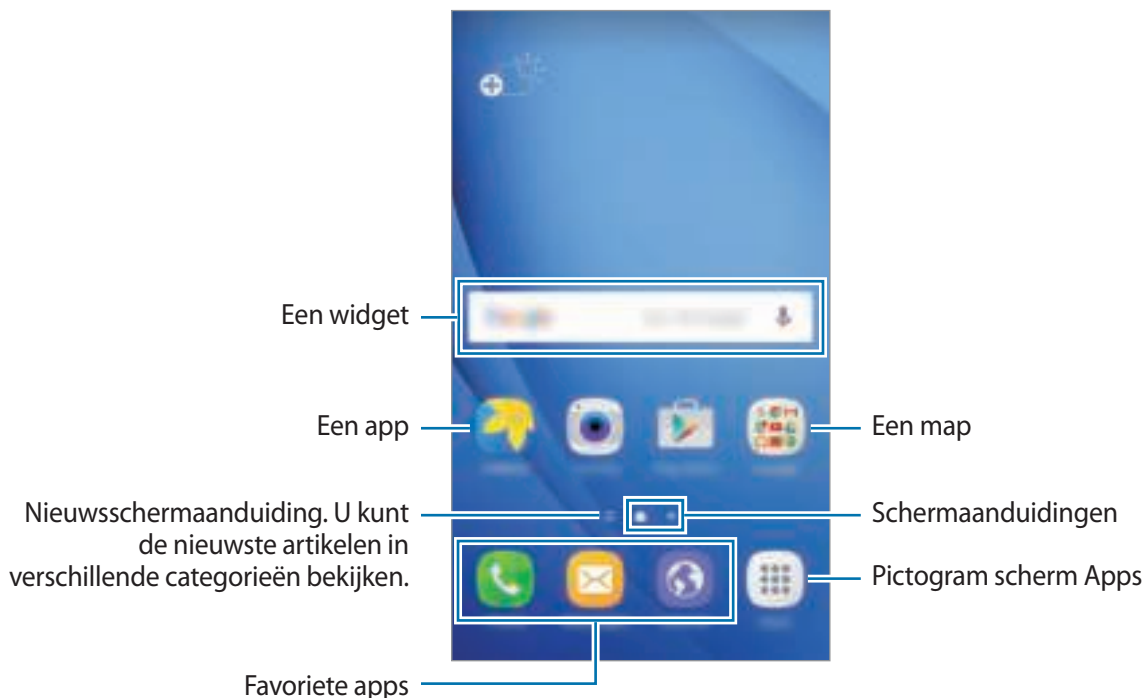 Een widget
Een app
Een map
Nieuwsschermaanduiding. U kunt
de nieuwste artikelen in
verschillende categorieën bekijken.
Schermaanduidingen
Pictogram scherm Apps
Favoriete apps